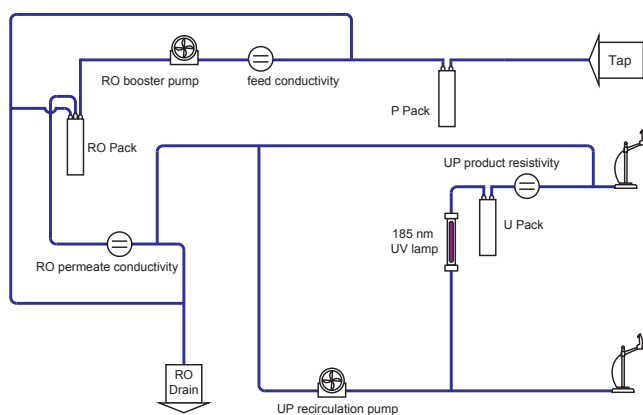 Tap
RO booster pump
feed conductivity
P Pack
RO Pack
UP product resistivity
U Pack
185 nm
UV lamp
RO permeate conductivity
RO
Drain
UP recirculation pump